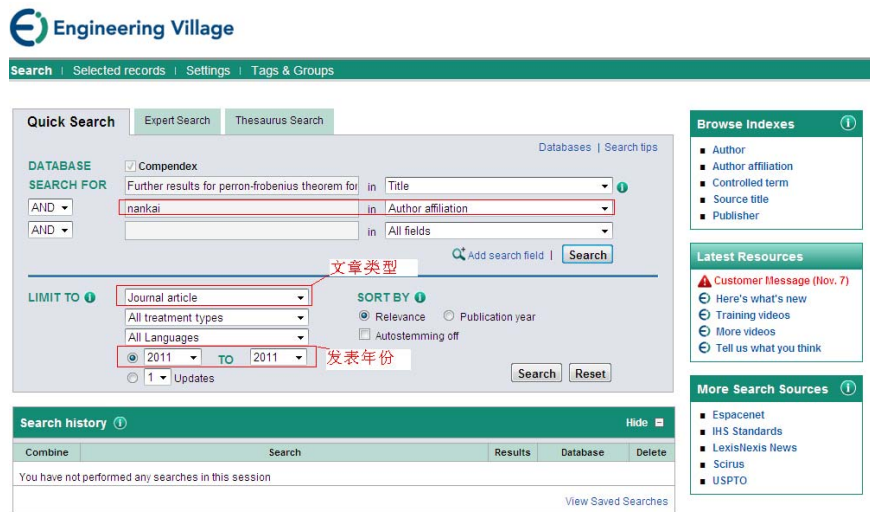 Engineering Village
Search | Selected records | Settings | Tags & Groups
Quick Search Expert Search Thesaurus Search
Databases | Search tips
DATABASE Compendex
SEARCH FOR Further results for perron-frobenius theorem for in Title
AND nankai in Author affiliation
AND in All fields
Add search field | Search
文章类型
LIMIT TO Journal article SORT BY
All treatment types Relevance Publication year
All Languages Autostemming off
2011 TO 2011 发表年份
1 Updates Search Reset
Search history Hide
Combine Search Results Database Delete
You have not performed any searches in this session
View Saved Searches
Browse Indexes
Author
Author affiliation
Controlled term
Source title
Publisher
Latest Resources
Customer Message (Nov. 7)
Here's what's new
Training videos
More videos
Tell us what you think
More Search Sources
Espacenet
IHS Standards
LexisNexis News
Scirus
USPTO